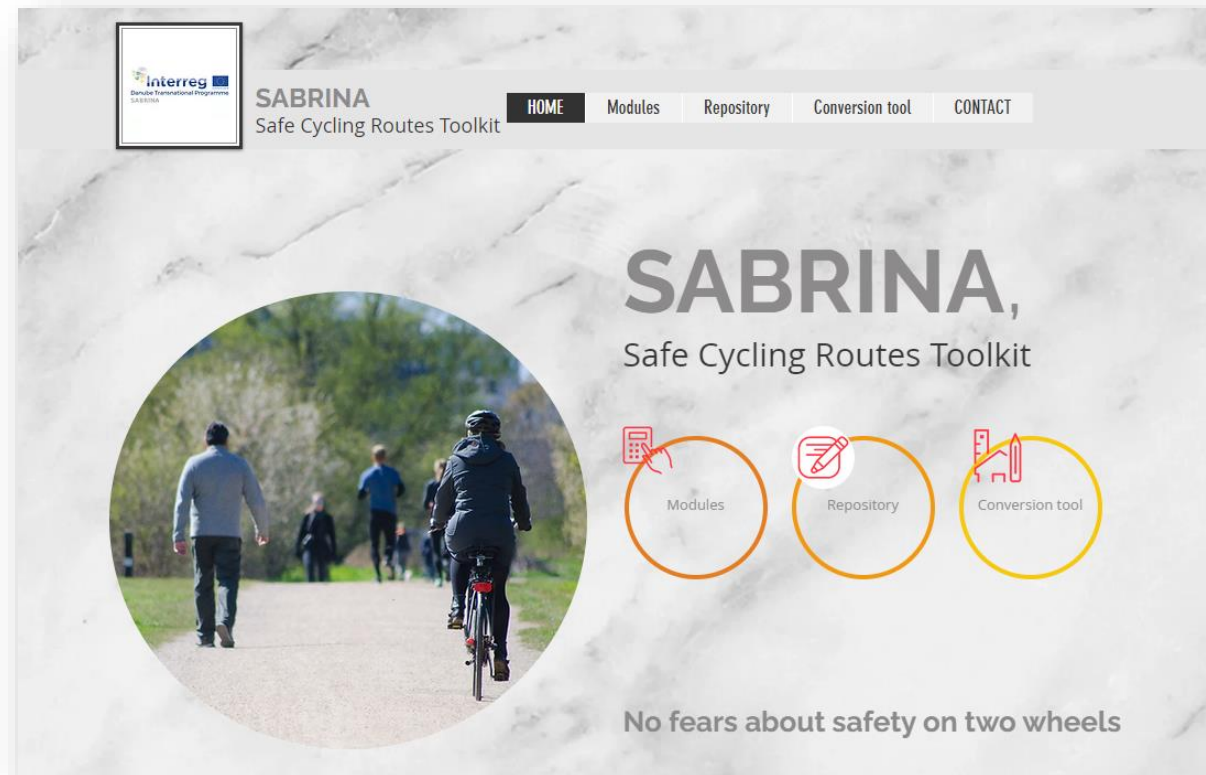 Interreg
Danube Transnational Programme
SABRINA
SABRINA
Safe Cycling Routes Toolkit
HOME
Modules
Repository
Conversion tool
CONTACT
SABRINA,
Safe Cycling Routes Toolkit
Modules
Repository
Conversion tool
No fears about safety on two wheels